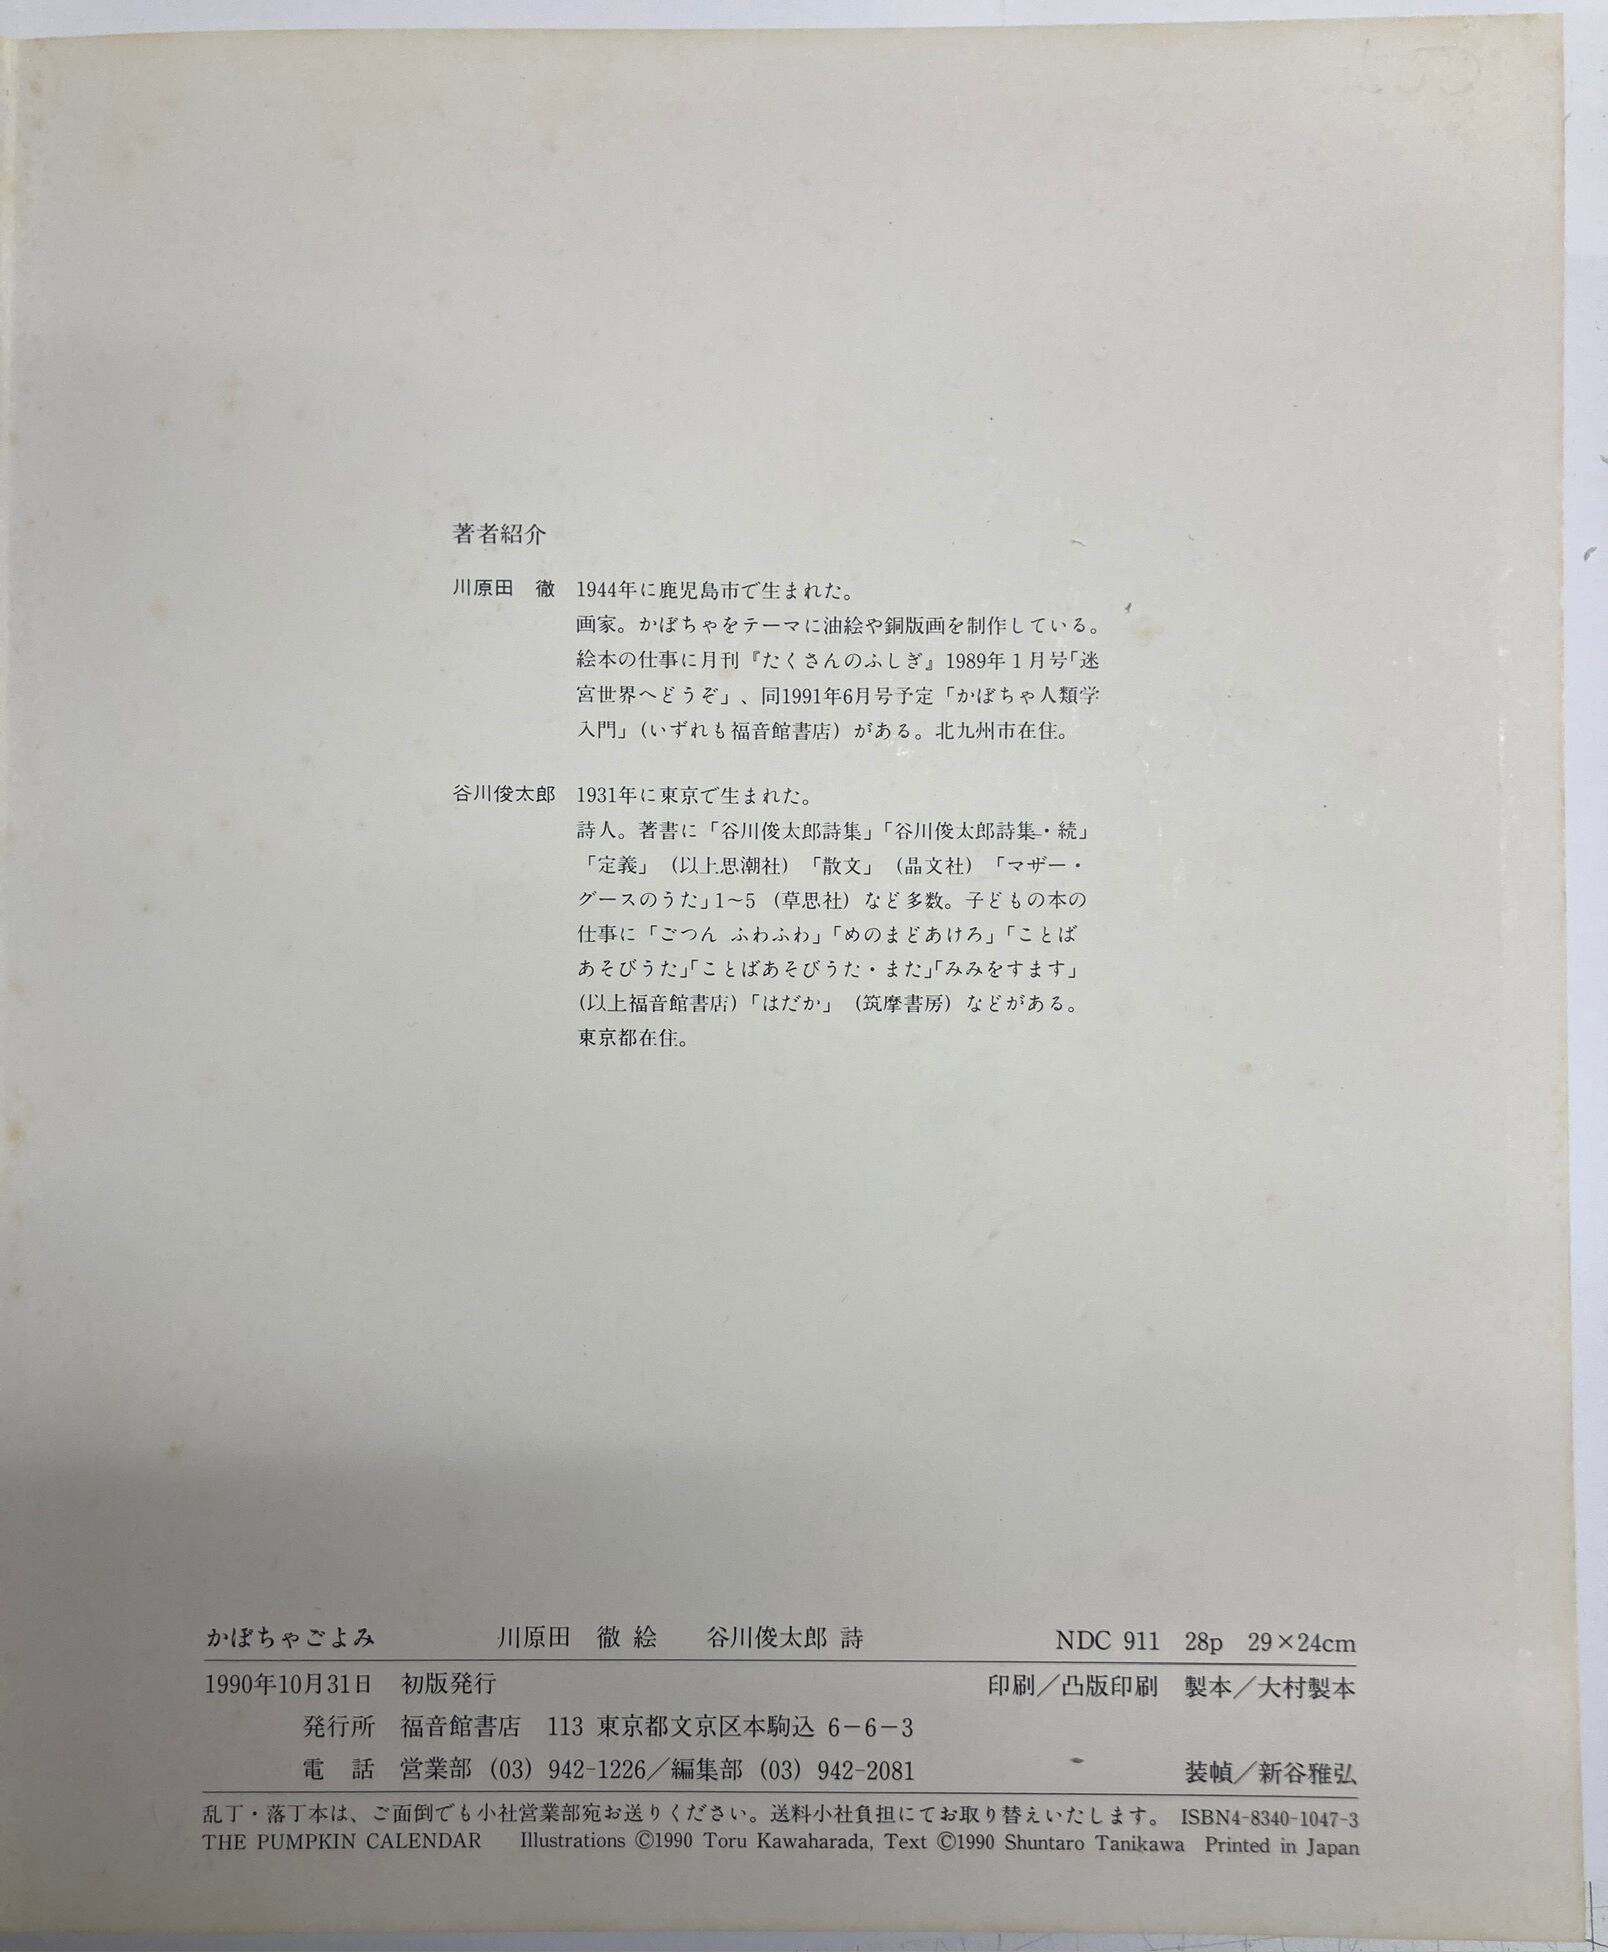 著者紹介
川原田 徹 1944年に鹿児島市で生まれた。
画家。かぼちゃをテーマに油絵や銅版画を制作している。
絵本の仕事に月刊『たくさんのふしぎ』1989年1月号「迷
宮世界へどうぞ」、同1991年6月号予定「かぼちゃ人類学
入門」(いずれも福音館書店)がある。北九州市在住。
谷川俊太郎 1931年に東京で生まれた。
詩人。著書に「谷川俊太郎詩集」「谷川俊太郎詩集・続」
「定義」(以上思潮社)「散文」(晶文社)「マザー・
グースのうた」1〜5 (草思社) など多数。子どもの本の
仕事に「ごつん ふわふわ」「めのまどあけろ」「ことば
あそびうた」「ことばあそびうた・また」「みみをすます」
(以上福音館書店)「はだか」(筑摩書房) などがある。
東京都在住。
かぼちゃごよみ 川原田 徹 絵 谷川俊太郎 詩 NDC 911 28p 29×24cm
1990年10月31日 初版発行 印刷/凸版印刷 製本/大村製本
発行所 福音館書店 113 東京都文京区本駒込 6-6-3
電 話 営業部 (03) 942-1226/編集部 (03) 942-2081 装幀/新谷雅弘
乱丁・落丁本は、ご面倒でも小社営業部宛お送りください。送料小社負担にてお取り替えいたします。 ISBN4-8340-1047-3
THE PUMPKIN CALENDAR Illustrations ©1990 Toru Kawaharada, Text ©1990 Shuntaro Tanikawa Printed in Japan